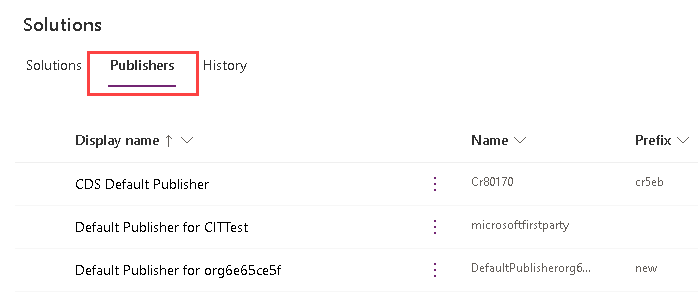 Solutions
Solutions Publishers History
Display name ↑ Name Prefix
CDS Default Publisher Cr80170 cr5eb
Default Publisher for CITTest microsoftfirstparty
Default Publisher for org6e65ce5f DefaultPublisherorg6... new